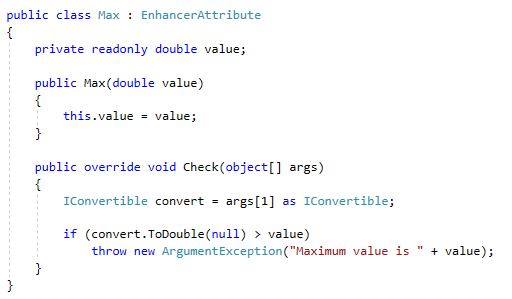 public class Max : EnhancerAttribute
{
private readonly double value;
public Max(double value)
{
this.value = value;
}
public override void Check(object[] args)
{
IConvertible convert = args[1] as IConvertible;
if (convert.ToDouble(null) > value)
throw new ArgumentException("Maximum value is " + value);
}
}